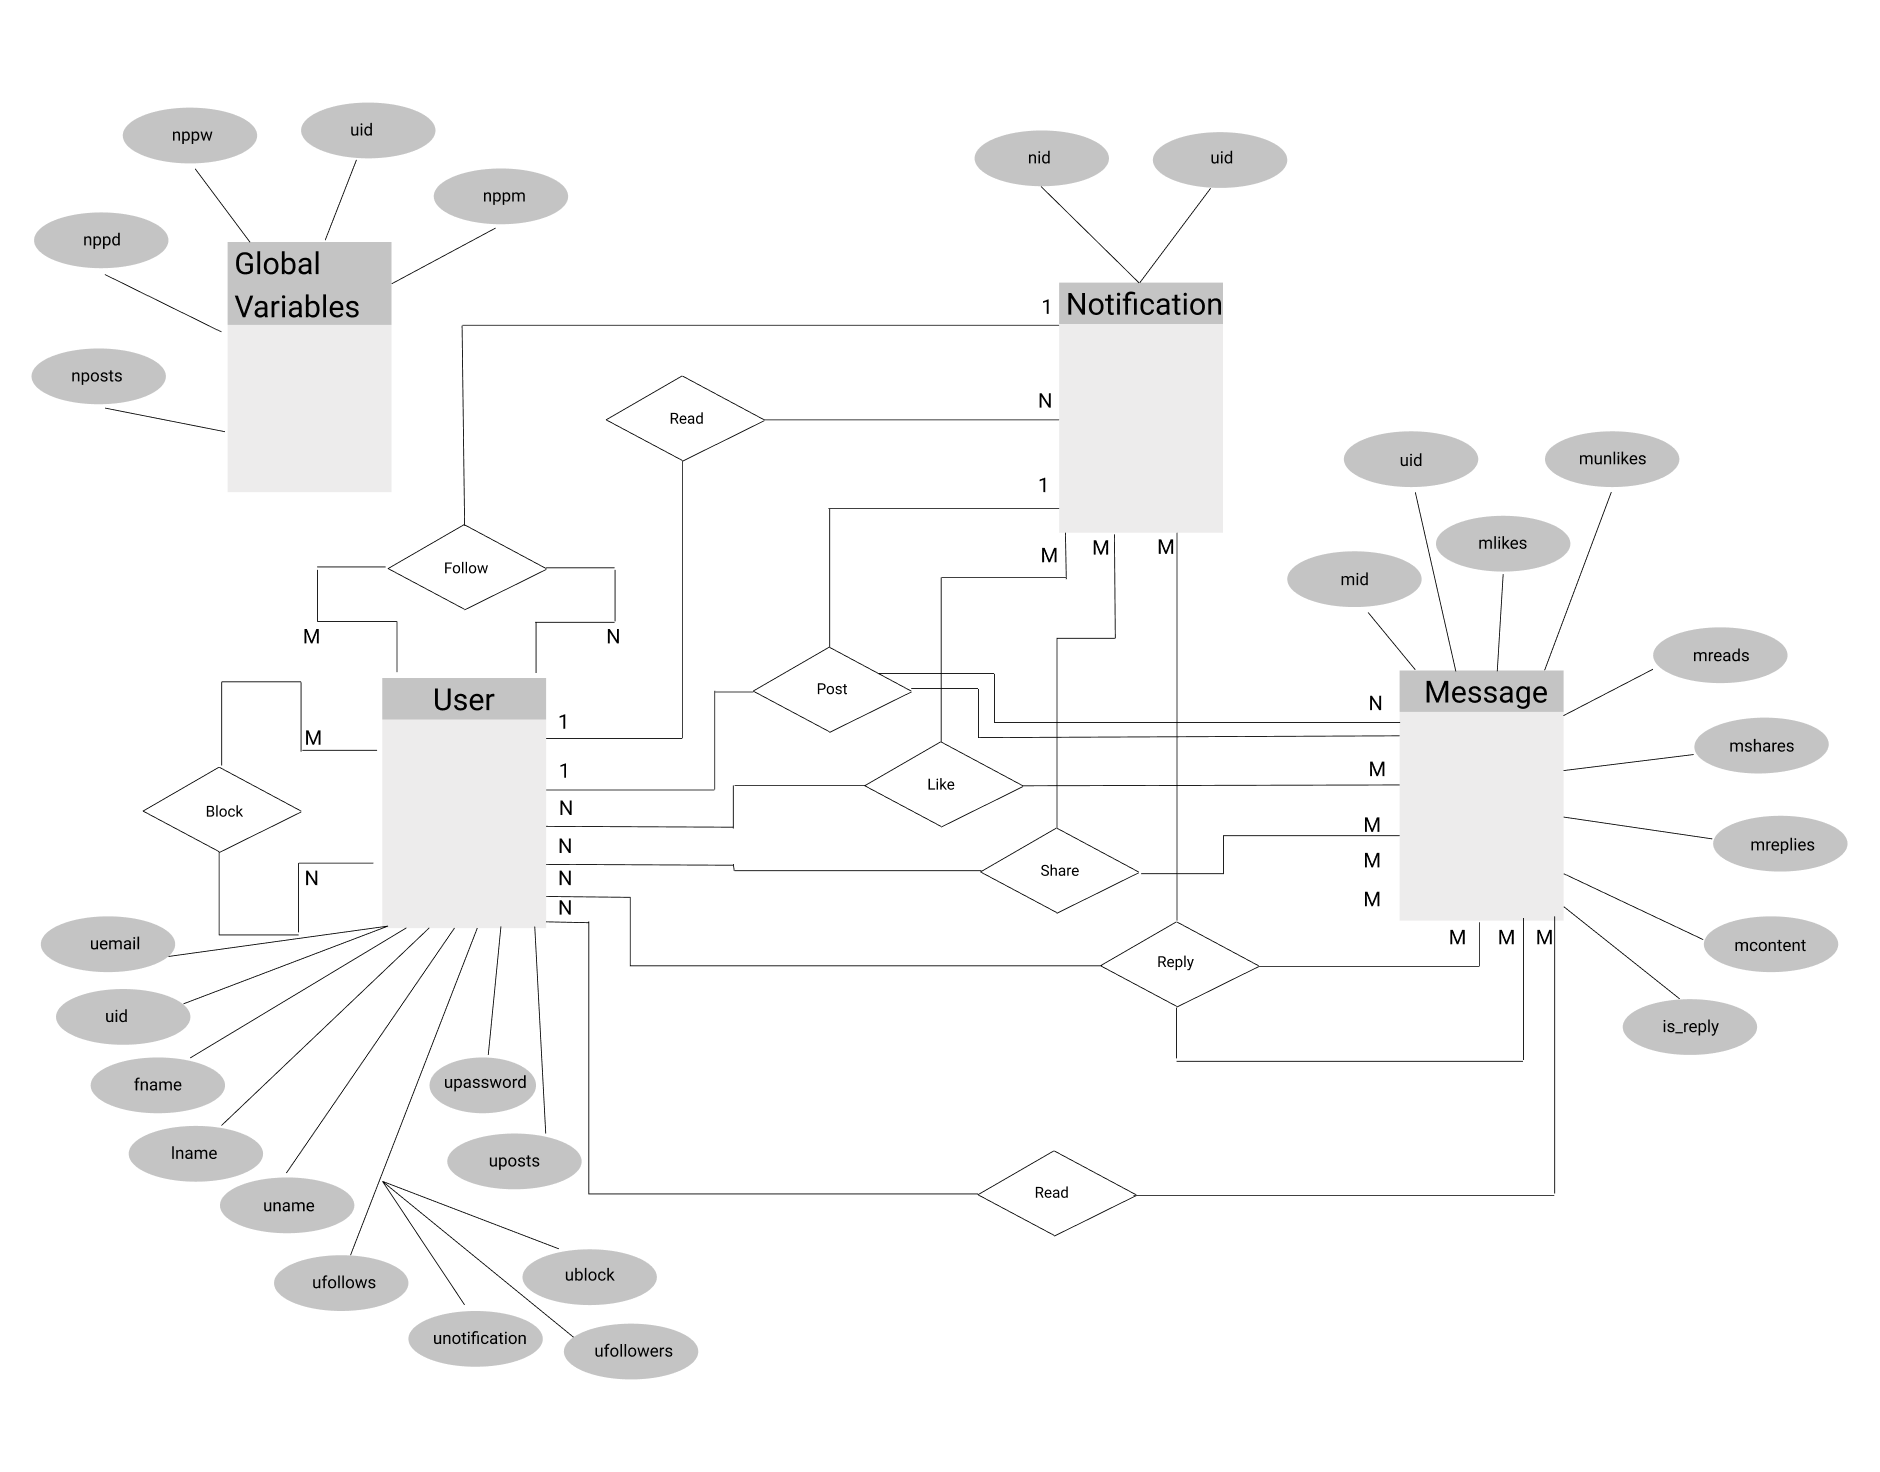 nppw
uid
nppm
nppd
Global
Variables
nposts
nid
uid
Notification
1
Read
N
1
M
M
M
Follow
M
N
uid
munlikes
mlikes
mid
mreads
mshares
mreplies
mcontent
is_reply
Message
N
M
M
M
M
M
M
M
User
1
1
N
N
N
N
M
Block
N
Post
Like
Share
Reply
Read
uemail
uid
fname
lname
uname
ufollows
upassword
uposts
ublock
unotification
ufollowers